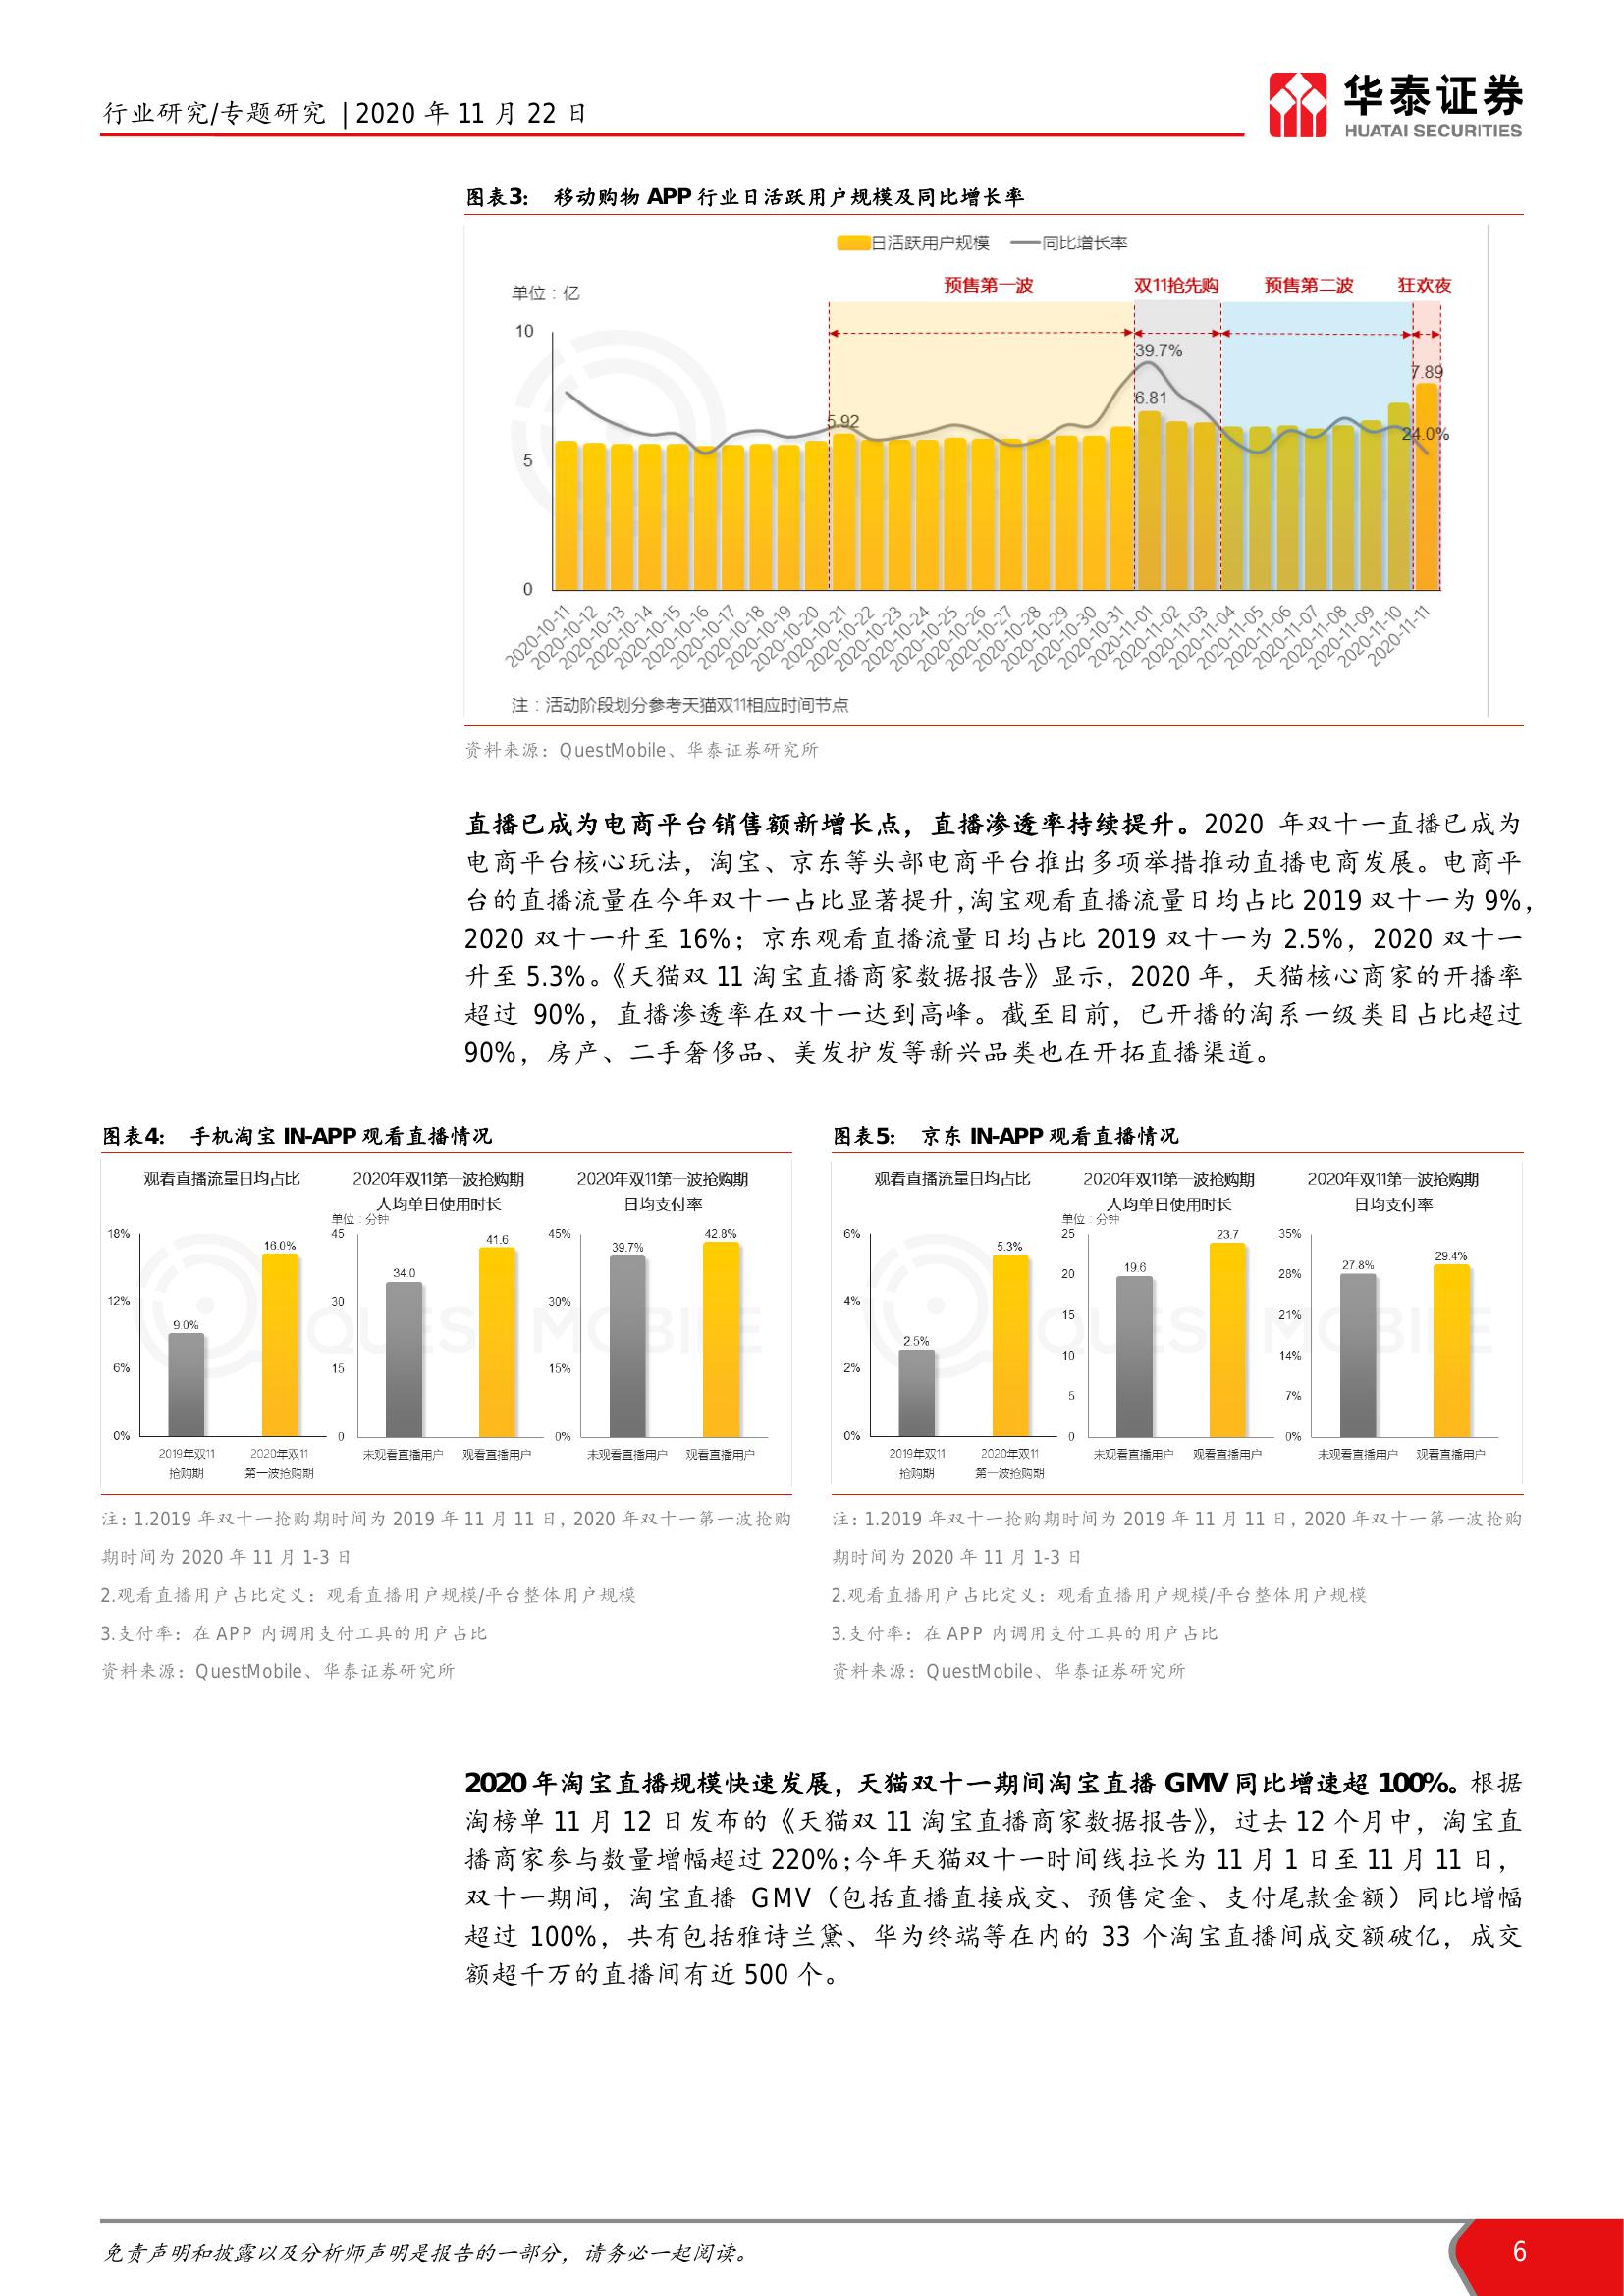 行业研究/专题研究 | 2020 年 11 月 22 日
华泰证券
HUATAI SECURITIES
图表3: 移动购物 APP 行业日活跃用户规模及同比增长率
日活跃用户规模 同比增长率
预售第一波 双11抢先购 预售第二波 狂欢夜
单位：亿
10
39.7%
7.89
6.81
5.92
24.0%
5
0
2020-10-11 2020-10-12 2020-10-13 2020-10-14 2020-10-15 2020-10-16 2020-10-17 2020-10-18 2020-10-19 2020-10-20 2020-10-21 2020-10-22 2020-10-23 2020-10-24 2020-10-25 2020-10-26 2020-10-27 2020-10-28 2020-10-29 2020-10-30 2020-10-31 2020-11-01 2020-11-02 2020-11-03 2020-11-04 2020-11-05 2020-11-06 2020-11-07 2020-11-08 2020-11-09 2020-11-10 2020-11-11
注：活动阶段划分参考天猫双11相应时间节点
资料来源：QuestMobile、华泰证券研究所
直播已成为电商平台销售额新增长点，直播渗透率持续提升。2020 年双十一直播已成为
电商平台核心玩法，淘宝、京东等头部电商平台推出多项举措推动直播电商发展。电商平
台的直播流量在今年双十一占比显著提升，淘宝观看直播流量日均占比 2019 双十一为 9%，
2020 双十一升至 16%；京东观看直播流量日均占比 2019 双十一为 2.5%，2020 双十一
升至 5.3%。《天猫双 11 淘宝直播商家数据报告》显示，2020 年，天猫核心商家的开播率
超过 90%，直播渗透率在双十一达到高峰。截至目前，已开播的淘系一级类目占比超过
90%，房产、二手奢侈品、美发护发等新兴品类也在开拓直播渠道。
图表4: 手机淘宝 IN-APP 观看直播情况
观看直播流量日均占比
18%
12%
6%
0%
9.0%
16.0%
2019年双11
抢购期
2020年双11
第一波抢购期
2020年双11第一波抢购期
人均单日使用时长
单位：分钟
45
30
15
0
34.0
41.6
未观看直播用户 观看直播用户
2020年双11第一波抢购期
日均支付率
45%
30%
15%
0%
39.7%
42.8%
未观看直播用户 观看直播用户
QUEST MOBILE
注：1.2019 年双十一抢购期时间为 2019 年 11 月 11 日，2020 年双十一第一波抢购
期时间为 2020 年 11 月 1-3 日
2.观看直播用户占比定义：观看直播用户规模/平台整体用户规模
3.支付率：在 APP 内调用支付工具的用户占比
资料来源：QuestMobile、华泰证券研究所
图表5: 京东 IN-APP 观看直播情况
观看直播流量日均占比
6%
4%
2%
0%
2.5%
5.3%
2019年双11
抢购期
2020年双11
第一波抢购期
2020年双11第一波抢购期
人均单日使用时长
单位：分钟
25
20
15
10
5
0
19.6
23.7
未观看直播用户 观看直播用户
2020年双11第一波抢购期
日均支付率
35%
28%
21%
14%
7%
0%
27.8%
29.4%
未观看直播用户 观看直播用户
QUEST MOBILE
注：1.2019 年双十一抢购期时间为 2019 年 11 月 11 日，2020 年双十一第一波抢购
期时间为 2020 年 11 月 1-3 日
2.观看直播用户占比定义：观看直播用户规模/平台整体用户规模
3.支付率：在 APP 内调用支付工具的用户占比
资料来源：QuestMobile、华泰证券研究所
2020 年淘宝直播规模快速发展，天猫双十一期间淘宝直播 GMV 同比增速超 100%。根据
淘榜单 11 月 12 日发布的《天猫双 11 淘宝直播商家数据报告》，过去 12 个月中，淘宝直
播商家参与数量增幅超过 220%；今年天猫双十一时间线拉长为 11 月 1 日至 11 月 11 日，
双十一期间，淘宝直播 GMV（包括直播直接成交、预售定金、支付尾款金额）同比增幅
超过 100%，共有包括雅诗兰黛、华为终端等在内的 33 个淘宝直播间成交额破亿，成交
额超千万的直播间有近 500 个。
免责声明和披露以及分析师声明是报告的一部分，请务必一起阅读。
6